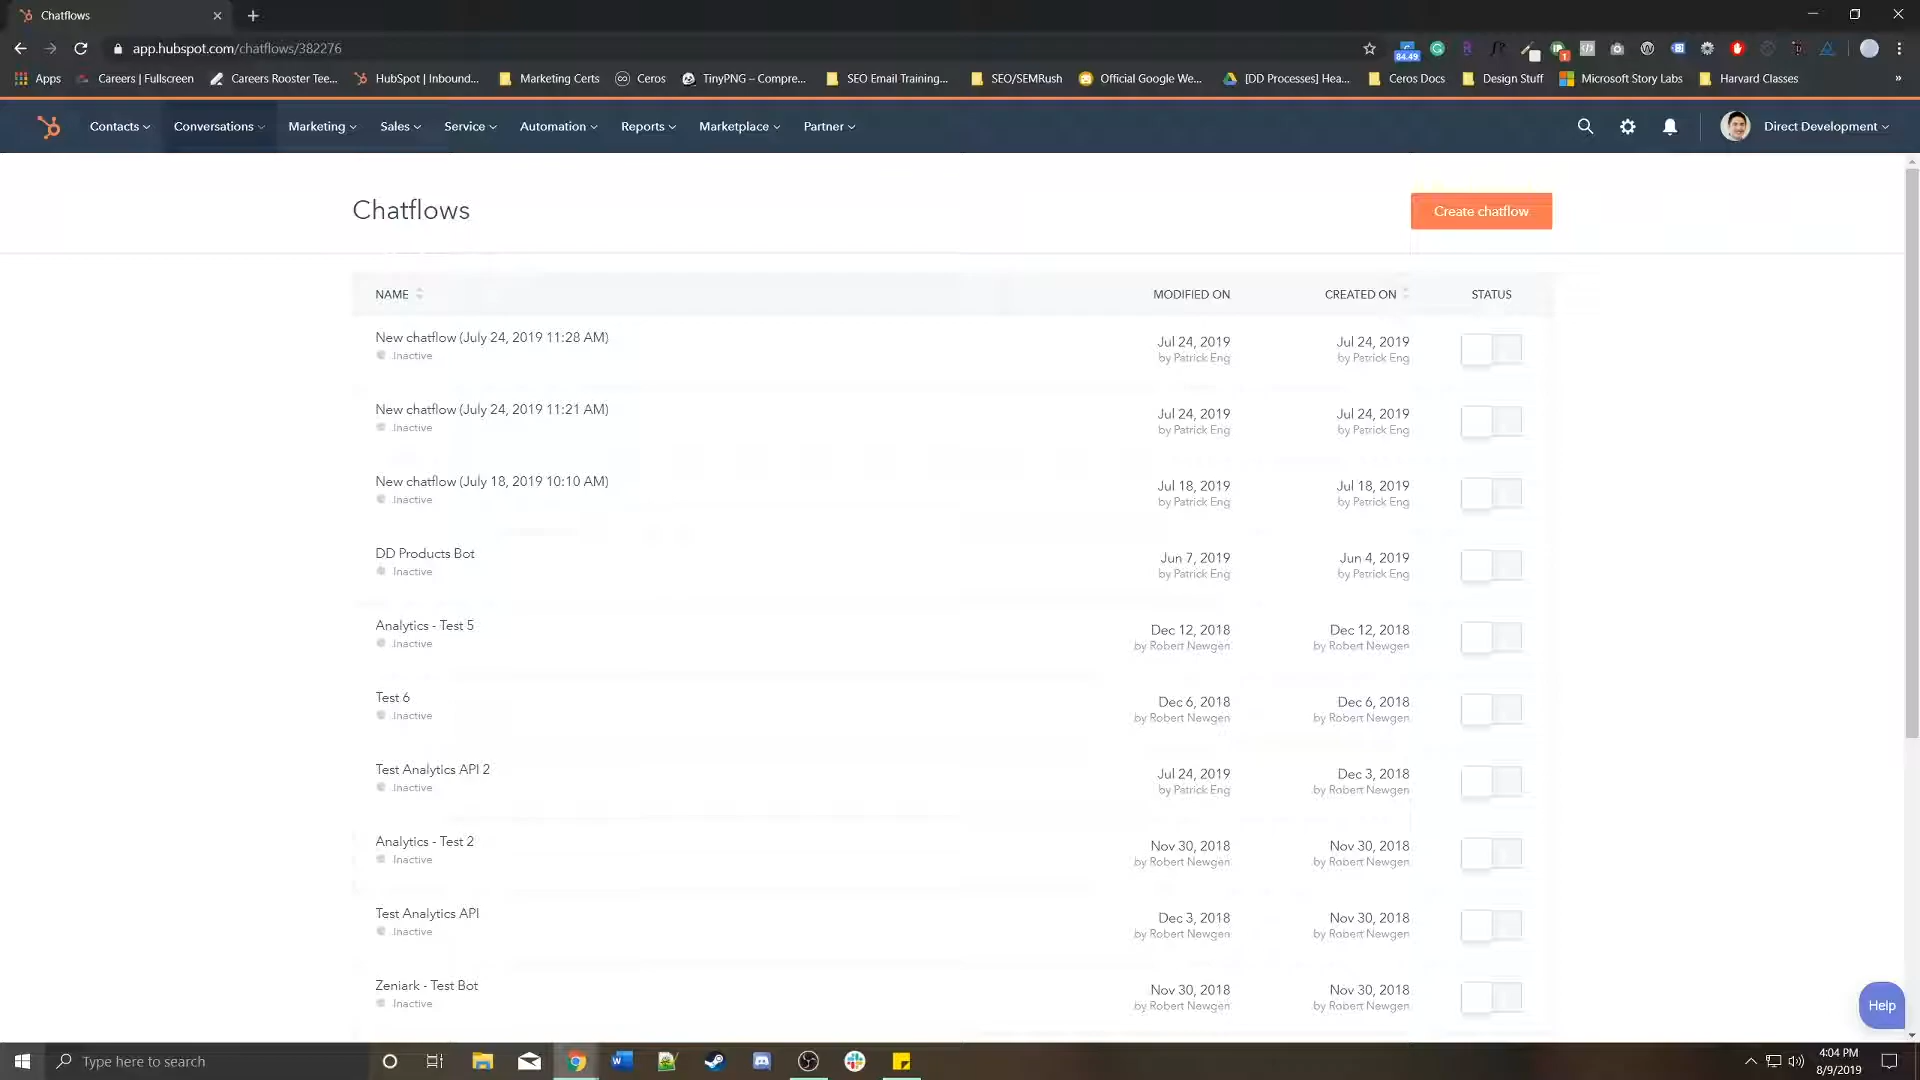 Chatflows
app.hubspot.com/chatflows/382276
84.49
Apps
Careers | Fullscreen
Careers Rooster Tee...
HubSpot | Inbound...
Marketing Certs
Ceros
TinyPNG – Compre...
SEO Email Training...
SEO/SEMRush
Official Google We...
[DD Processes] Hea...
Ceros Docs
Design Stuff
Microsoft Story Labs
Harvard Classes
»
Contacts
Conversations
Marketing
Sales
Service
Automation
Reports
Marketplace
Partner
Direct Development
Chatflows
Create chatflow
NAME MODIFIED ON CREATED ON STATUS
New chatflow (July 24, 2019 11:28 AM) Jul 24, 2019 Jul 24, 2019
Inactive by Patrick Eng by Patrick Eng
New chatflow (July 24, 2019 11:21 AM) Jul 24, 2019 Jul 24, 2019
Inactive by Patrick Eng by Patrick Eng
New chatflow (July 18, 2019 10:10 AM) Jul 18, 2019 Jul 18, 2019
Inactive by Patrick Eng by Patrick Eng
DD Products Bot Jun 7, 2019 Jun 4, 2019
Inactive by Patrick Eng by Patrick Eng
Analytics - Test 5 Dec 12, 2018 Dec 12, 2018
Inactive by Robert Newgen by Robert Newgen
Test 6 Dec 6, 2018 Dec 6, 2018
Inactive by Robert Newgen by Robert Newgen
Test Analytics API 2 Jul 24, 2019 Dec 3, 2018
Inactive by Patrick Eng by Robert Newgen
Analytics - Test 2 Nov 30, 2018 Nov 30, 2018
Inactive by Robert Newgen by Robert Newgen
Test Analytics API Dec 3, 2018 Nov 30, 2018
Inactive by Robert Newgen by Robert Newgen
Zeniark - Test Bot Nov 30, 2018 Nov 30, 2018
Inactive by Robert Newgen by Robert Newgen
Help
Type here to search
4:04 PM
8/9/2019